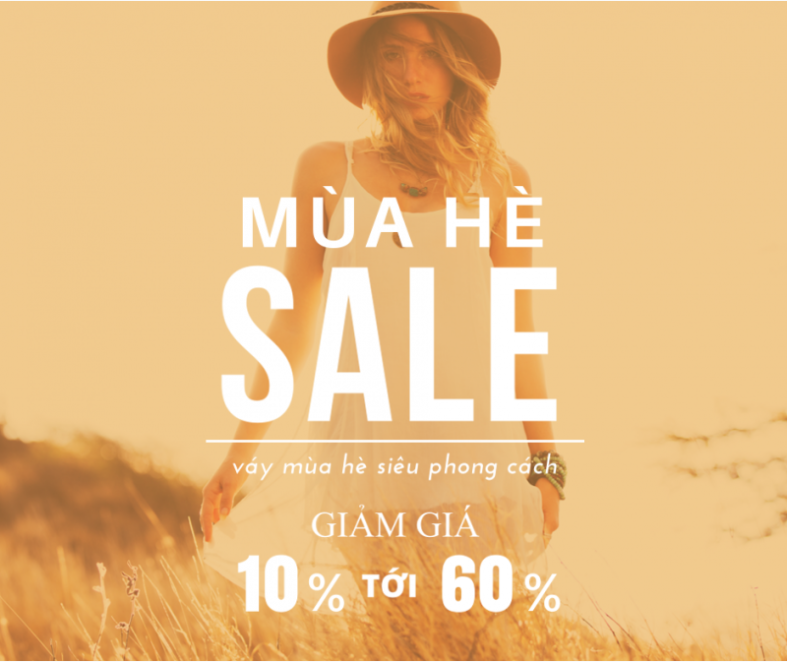 MÙA HÈ
SALE
váy mùa hè siêu phong cách
GIẢM GIÁ
10% TỚI 60%